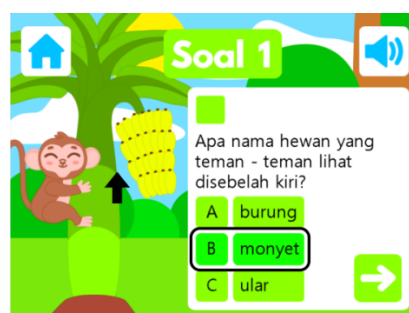 Soal 1
Apa nama hewan yang
teman - teman lihat
disebelah kiri?
A burung
B monyet
C ular